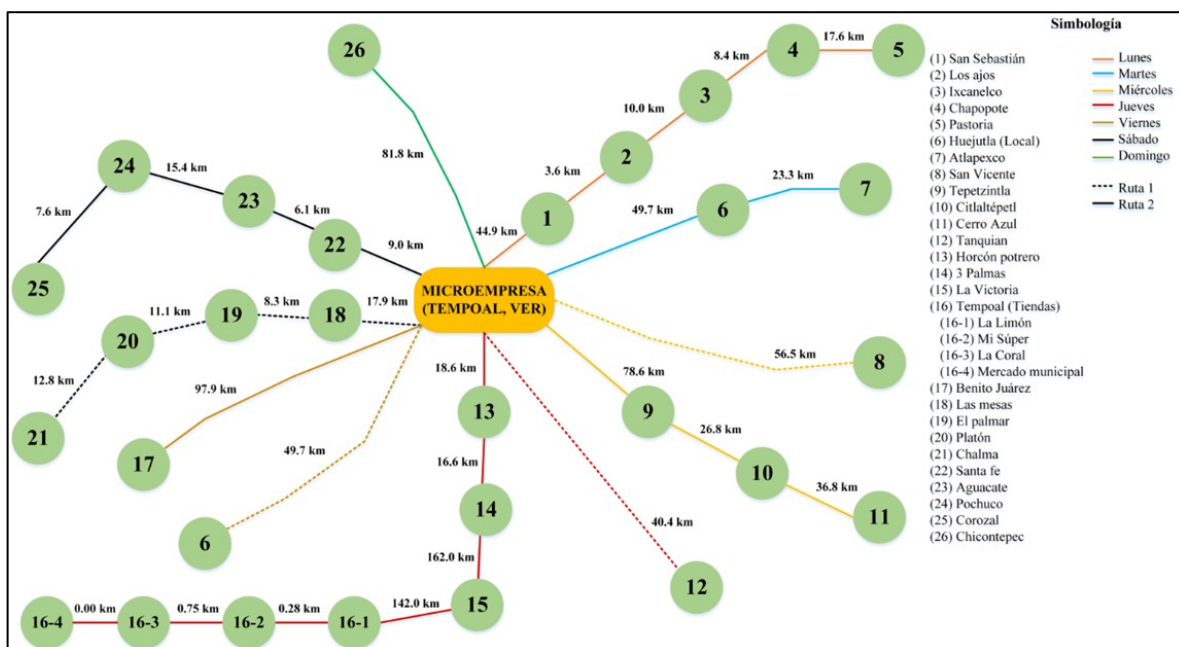 26
81.8 km
44.9 km
1
3.6 km
2
10.0 km
3
8.4 km
4
17.6 km
5
49.7 km
6
23.3 km
7
25
7.6 km
24
15.4 km
23
6.1 km
22
9.0 km
MICROEMPRESA
(TEMPOAL, VER)
21
12.8 km
20
11.1 km
19
8.3 km
18
17.9 km
97.9 km
17
49.7 km
6
56.5 km
8
78.6 km
9
26.8 km
10
36.8 km
11
40.4 km
12
18.6 km
13
16.6 km
14
162.0 km
15
142.0 km
16-1
0.28 km
16-2
0.75 km
16-3
0.00 km
16-4
Simbología
(1) San Sebastián
(2) Los ajos
(3) Ixcanelco
(4) Chapopote
(5) Pastoria
(6) Huejutla (Local)
(7) Atlapexco
(8) San Vicente
(9) Tepetzintla
(10) Citlaltépetl
(11) Cerro Azul
(12) Tanquian
(13) Horcón potrero
(14) 3 Palmas
(15) La Victoria
(16) Tempoal (Tiendas)
(16-1) La Limón
(16-2) Mi Súper
(16-3) La Coral
(16-4) Mercado municipal
(17) Benito Juárez
(18) Las mesas
(19) El palmar
(20) Platón
(21) Chalma
(22) Santa fe
(23) Aguacate
(24) Pochuco
(25) Corozal
(26) Chicontepec
Lunes
Martes
Miércoles
Jueves
Viernes
Sábado
Domingo
Ruta 1
Ruta 2